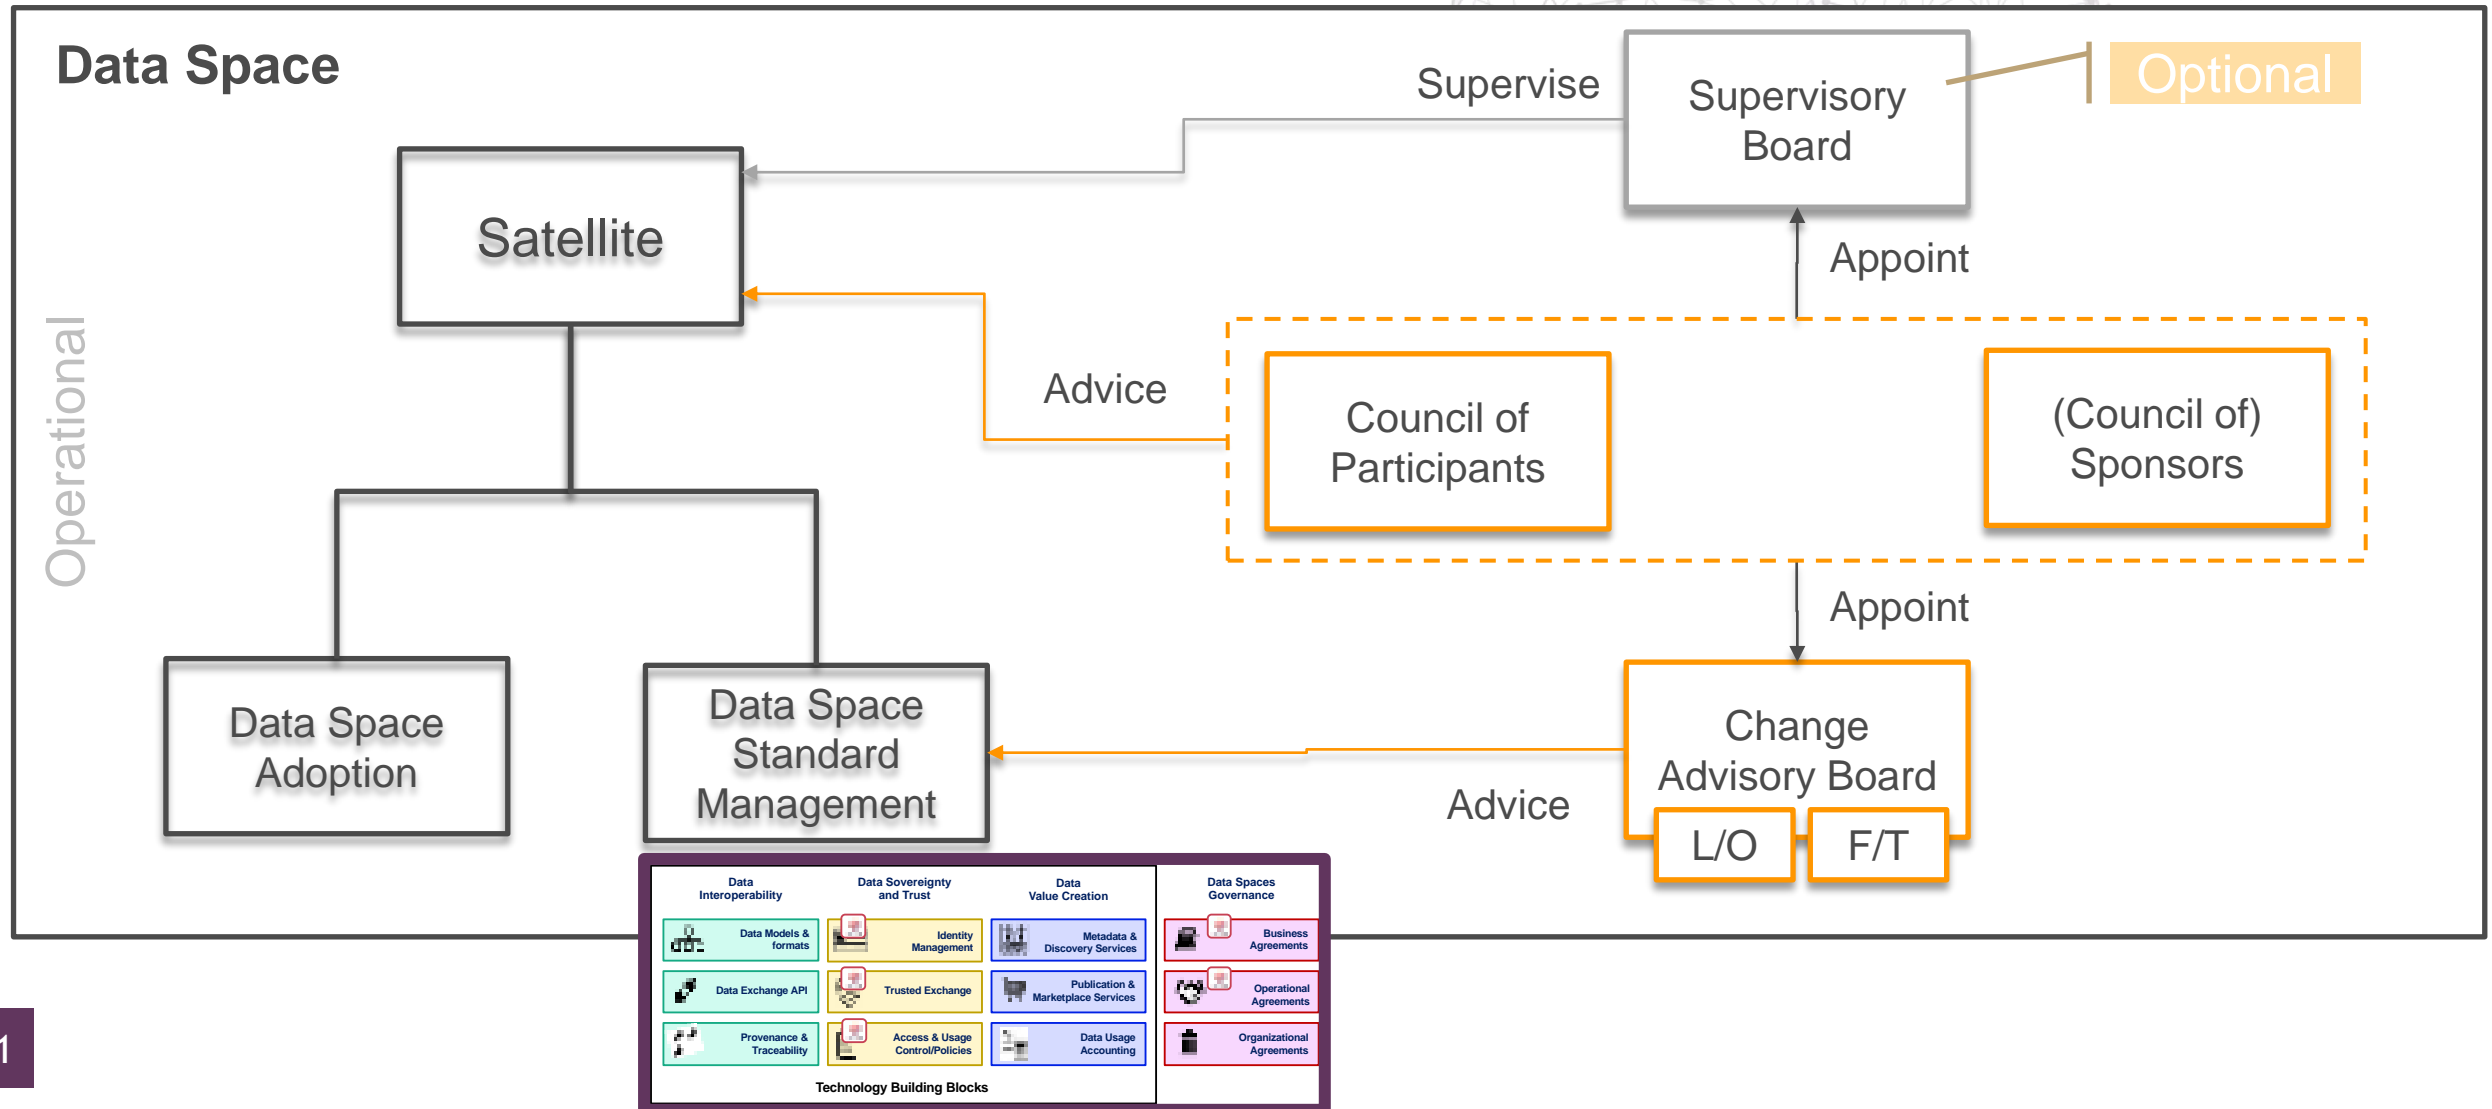 Data Space
Supervise
Supervisory
Board
Optional
Satellite
Appoint
Operational
Advice
Council of
Participants
(Council of)
Sponsors
Appoint
Data Space
Adoption
Data Space
Standard
Management
Advice
Change
Advisory Board
L/O
F/T
Data
Interoperability
Data Sovereignty
and Trust
Data
Value Creation
Data Spaces
Governance
Data Models &
formats
Identity
Management
Metadata &
Discovery Services
Business
Agreements
Data Exchange API
Trusted Exchange
Publication &
Marketplace Services
Operational
Agreements
Provenance &
Traceability
Access & Usage
Control/Policies
Data Usage
Accounting
Organizational
Agreements
Technology Building Blocks
1